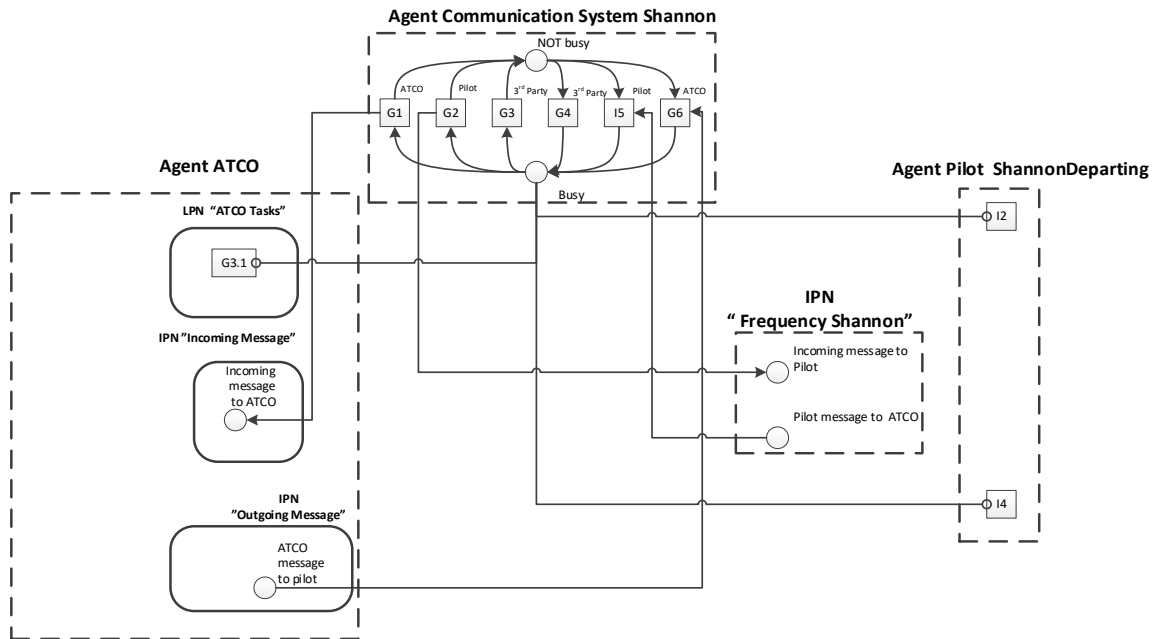 Agent Communication System Shannon
NOT busy
ATCO
Pilot
3rd Party
3rd Party
Pilot
ATCO
G1
G2
G3
G4
I5
G6
Busy
Agent ATCO
LPN "ATCO Tasks"
G3.1
IPN "Incoming Message"
Incoming
message
to ATCO
IPN
"Outgoing Message"
ATCO
message
to pilot
IPN
" Frequency Shannon"
Incoming message to
Pilot
Pilot message to ATCO
Agent Pilot ShannonDeparting
I2
I4